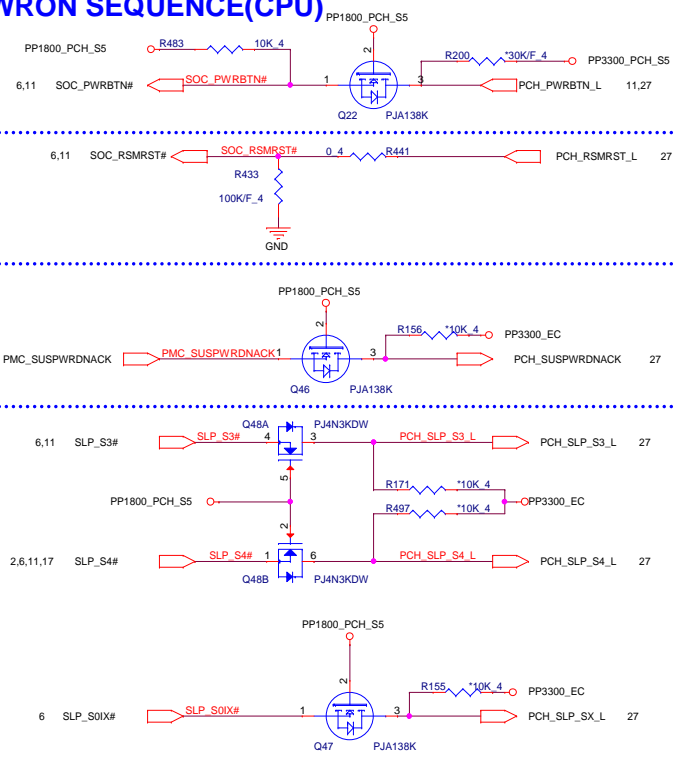 WRON SEQUENCE(CPU)
PP1800_PCH_S5
PP1800_PCH_S5 R483 10K_4 2 R200 *30K/F_4 PP3300_PCH_S5
6,11 SOC_PWRBTN# SOC_PWRBTN# 1 3 PCH_PWRBTN_L 11,27
Q22 PJA138K
6,11 SOC_RSMRST# SOC_RSMRST# 0_4 R441 PCH_RSMRST_L 27
R433
100K/F_4
GND
PP1800_PCH_S5
2 R156 *10K_4 PP3300_EC
PMC_SUSPWRDNACK PMC_SUSPWRDNACK 1 3 PCH_SUSPWRDNACK 27
Q46 PJA138K
Q48A PJ4N3KDW
6,11 SLP_S3# SLP_S3# 4 3 PCH_SLP_S3_L PCH_SLP_S3_L 27
5 R171 *10K_4
PP1800_PCH_S5 PP3300_EC
2 R497 *10K_4
2,6,11,17 SLP_S4# SLP_S4# 1 6 PCH_SLP_S4_L PCH_SLP_S4_L 27
Q48B PJ4N3KDW
PP1800_PCH_S5
2 R155 *10K_4 PP3300_EC
6 SLP_S0IX# SLP_S0IX# 1 3 PCH_SLP_SX_L 27
Q47 PJA138K